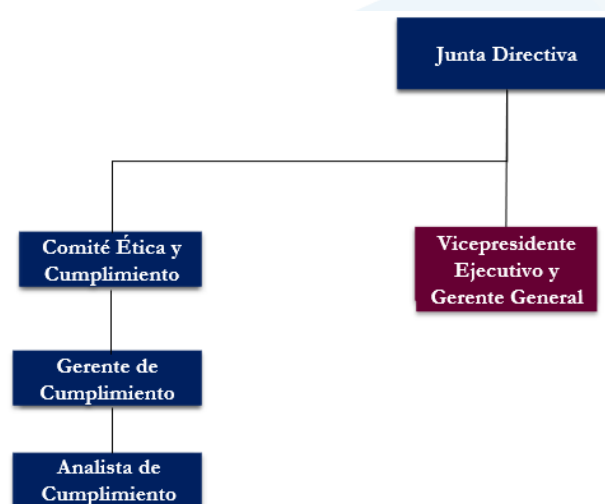 Junta Directiva
Comité Ética y
Cumplimiento
Vicepresidente
Ejecutivo y
Gerente General
Gerente de
Cumplimiento
Analista de
Cumplimiento